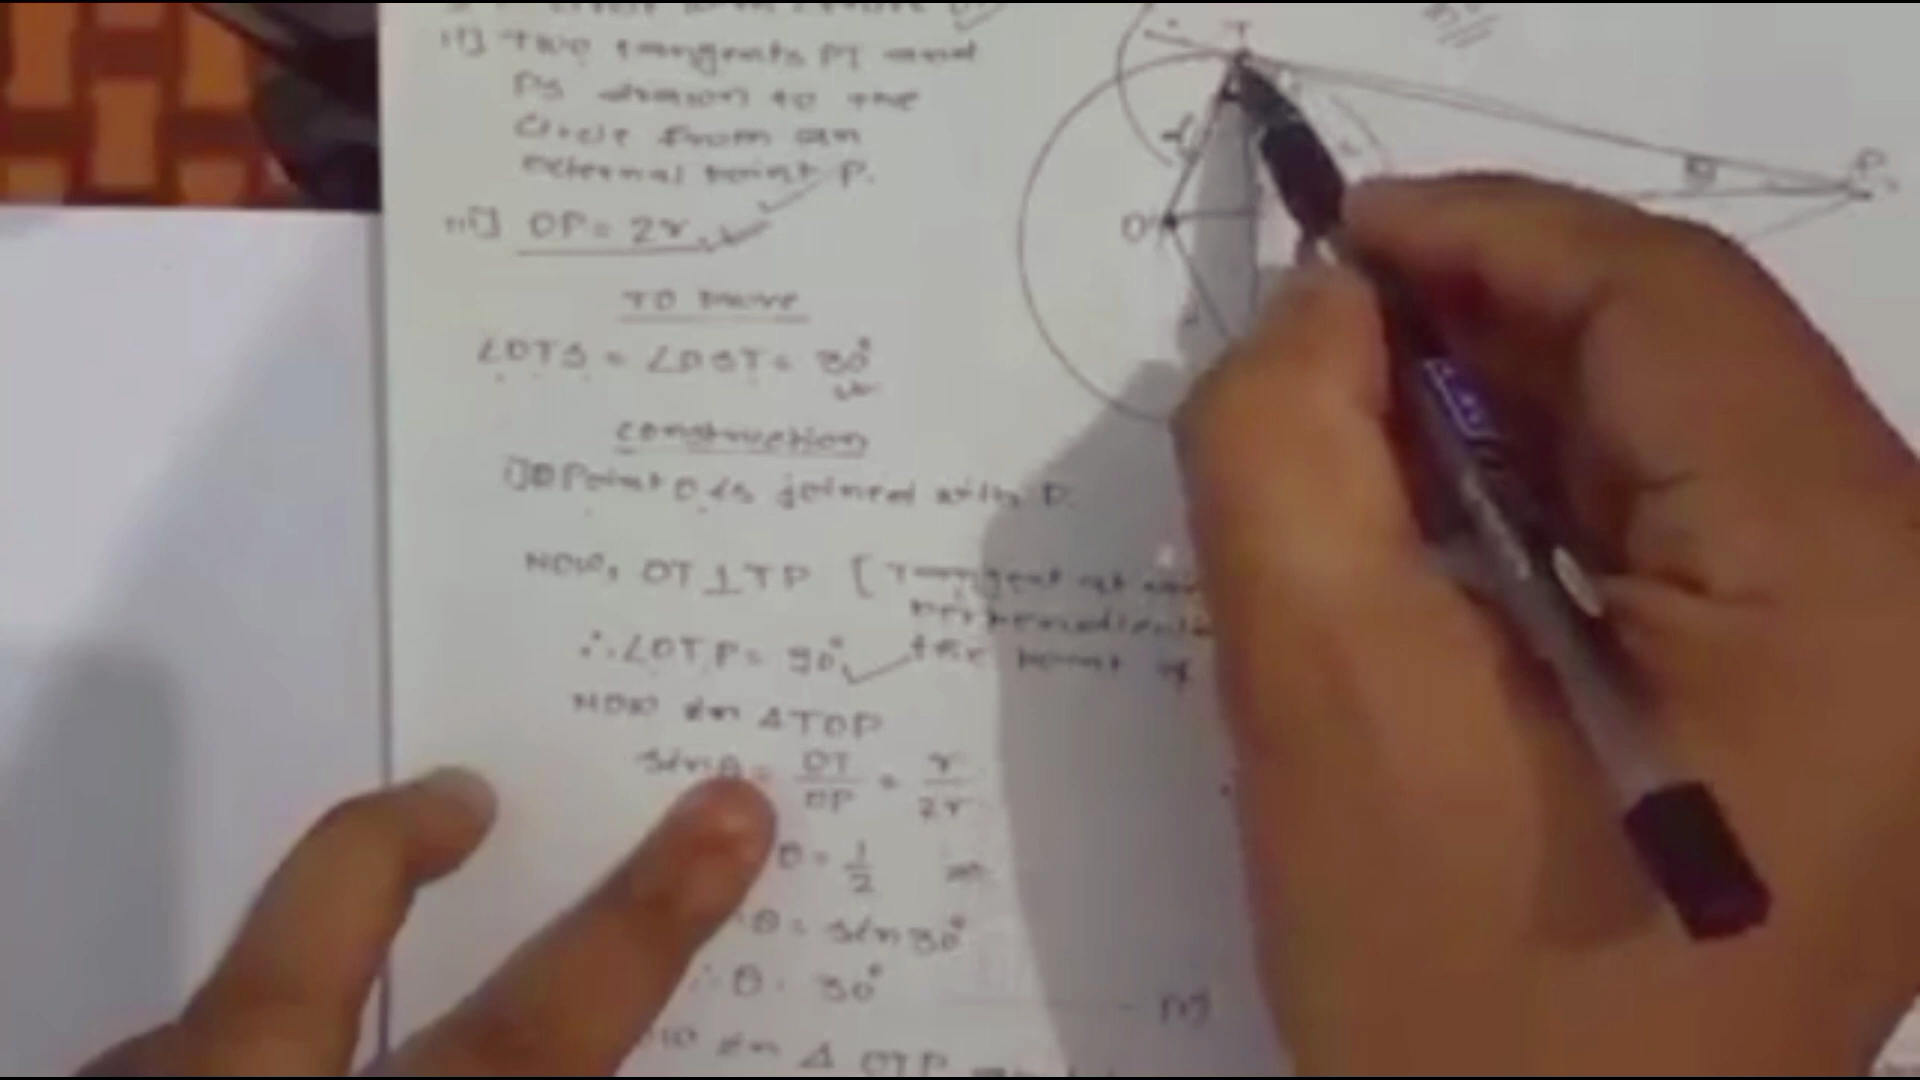 ii] Two tangents PT and
PS drawn to the
circle from an
external point P.
iii] OP = 2r.
To prove
∠OTS = ∠OST = 30°
construction
i] Point O is joined with P.
Now, OT ⊥ TP [Tangent at
perpendicular
∴ ∠OTP = 90° the point of
Now in Δ TOP
sin θ = OT/OP = r/2r
θ = 1/2
θ = sin 30°
∴ θ = 30°
in Δ OTP
T
r
O
P
θ